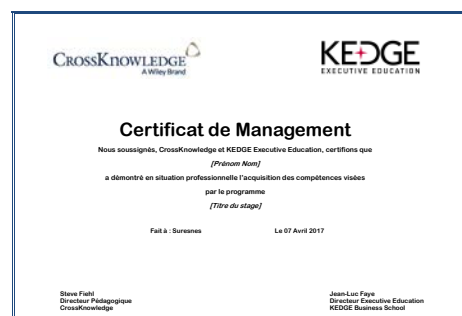 CROSSKNOWLEDGE
A Wiley Brand
KEDGE
EXECUTIVE EDUCATION
Certificat de Management
Nous soussignés, CrossKnowledge et KEDGE Executive Education, certifions que
[Prénom Nom]
a démontré en situation professionnelle l'acquisition des compétences visées
par le programme
[Titre du stage]
Fait à : Suresnes Le 07 Avril 2017
Steve Fiehl
Directeur Pédagogique
CrossKnowledge
Jean-Luc Faye
Directeur Executive Education
KEDGE Business School